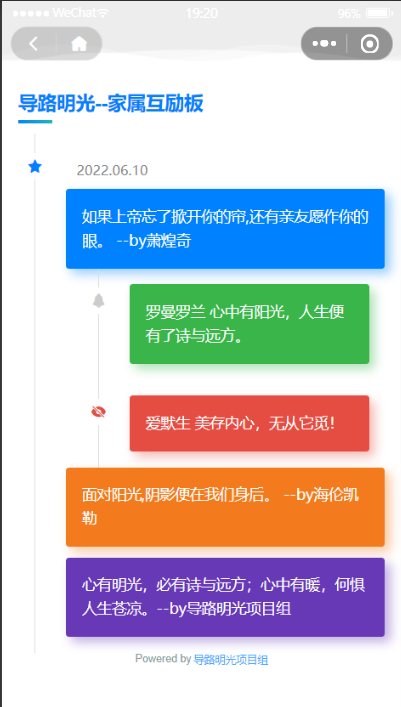 WeChat 19:20 96%
导路明光--家属互励板
2022.06.10
如果上帝忘了掀开你的帘,还有亲友愿作你的
眼。 --by萧煌奇
罗曼罗兰 心中有阳光，人生便
有了诗与远方。
爱默生 美存内心，无从它觅！
面对阳光,阴影便在我们身后。 --by海伦凯
勒
心有明光，必有诗与远方；心中有暖，何惧
人生苍凉。--by导路明光项目组
Powered by 导路明光项目组